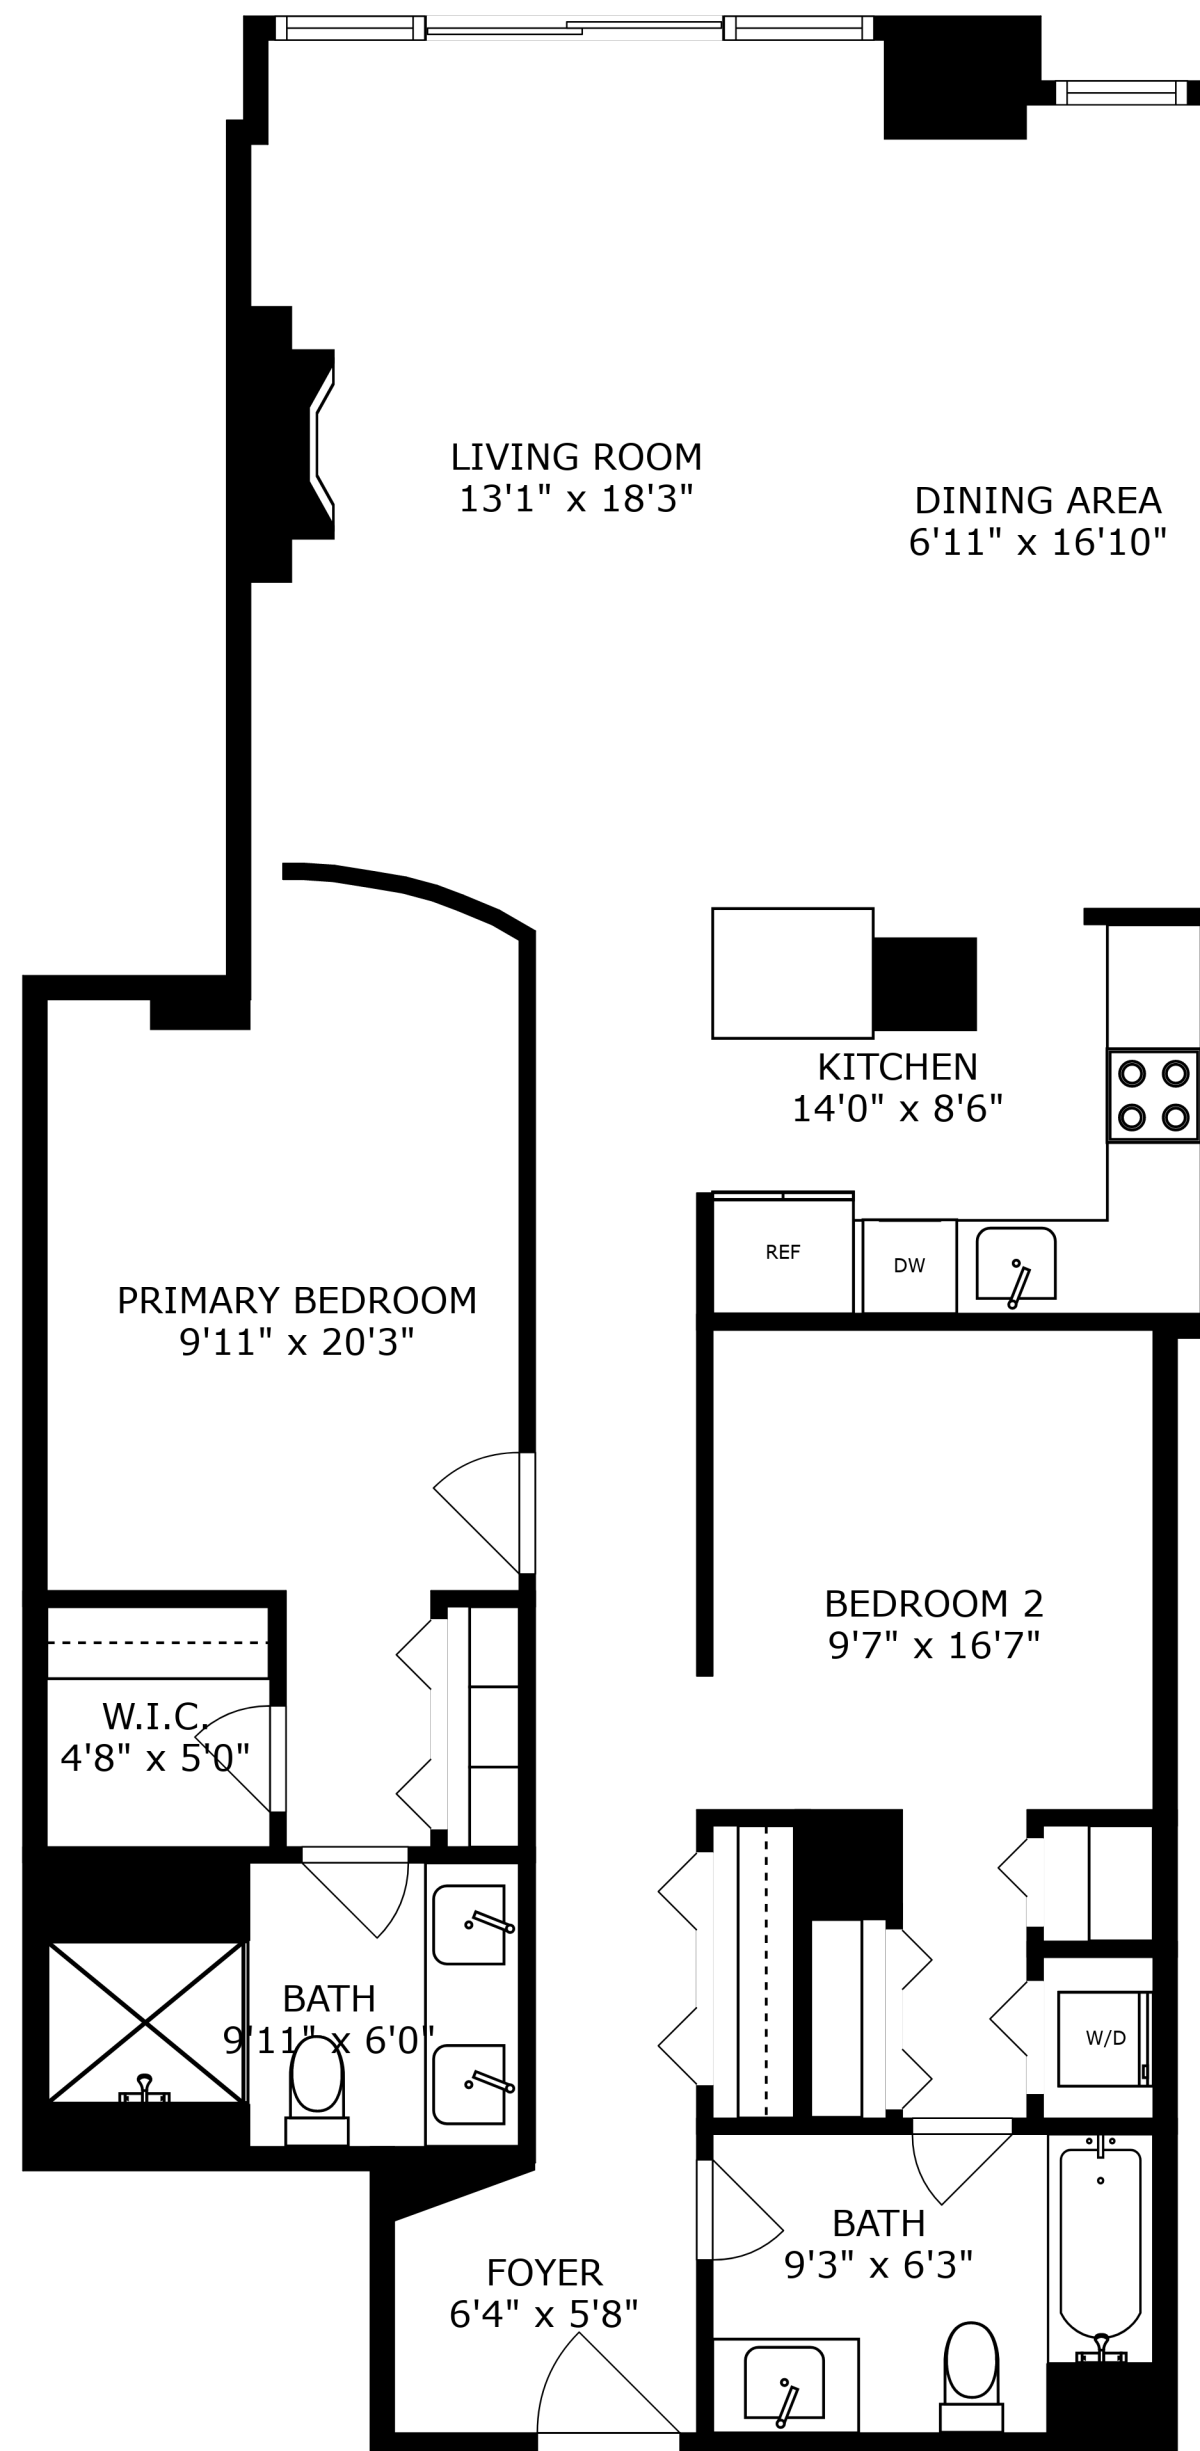 LIVING ROOM
13'1" x 18'3"
DINING AREA
6'11" x 16'10"
KITCHEN
14'0" x 8'6"
REF
DW
PRIMARY BEDROOM
9'11" x 20'3"
BEDROOM 2
9'7" x 16'7"
W.I.C.
4'8" x 5'0"
BATH
9'11" x 6'0"
W/D
BATH
9'3" x 6'3"
FOYER
6'4" x 5'8"